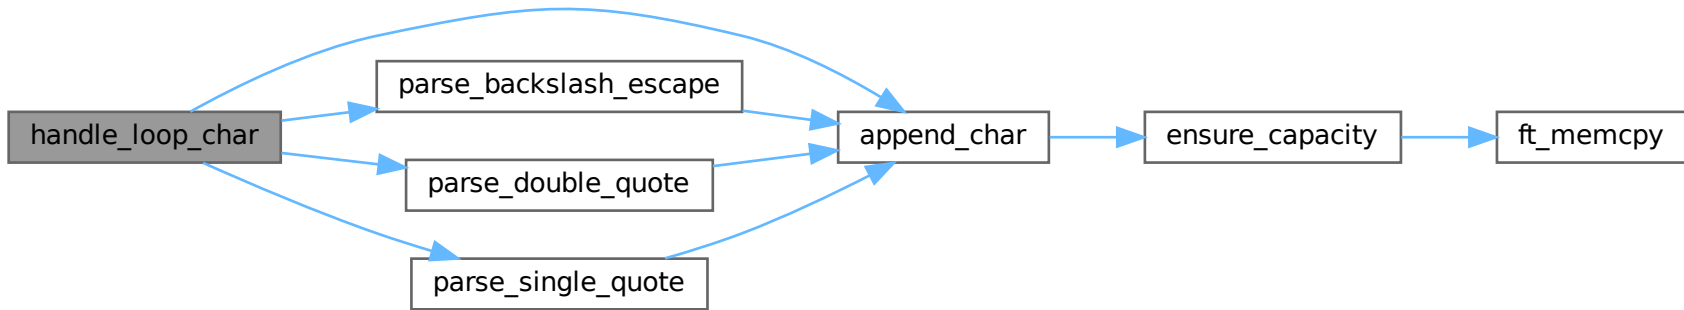 handle_loop_char
parse_backslash_escape
parse_double_quote
parse_single_quote
append_char
ensure_capacity
ft_memcpy